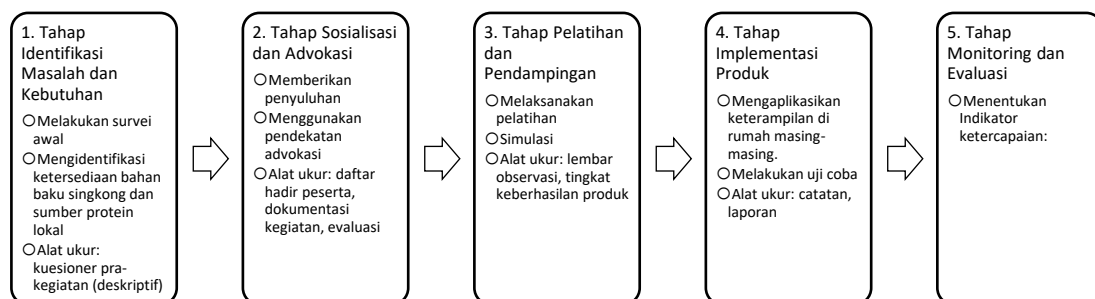 1. Tahap
Identifikasi
Masalah dan
Kebutuhan
Melakukan survei
awal
Mengidentifikasi
ketersediaan bahan
baku singkong dan
sumber protein
lokal
Alat ukur:
kuesioner pra-
kegiatan (deskriptif)
2. Tahap Sosialisasi
dan Advokasi
Memberikan
penyuluhan
Menggunakan
pendekatan
advokasi
Alat ukur: daftar
hadir peserta,
dokumentasi
kegiatan, evaluasi
3. Tahap Pelatihan
dan
Pendampingan
Melaksanakan
pelatihan
Simulasi
Alat ukur: lembar
observasi, tingkat
keberhasilan produk
4. Tahap
Implementasi
Produk
Mengaplikasikan
keterampilan di
rumah masing-
masing.
Melakukan uji coba
Alat ukur: catatan,
laporan
5. Tahap
Monitoring dan
Evaluasi
Menentukan
Indikator
ketercapaian: